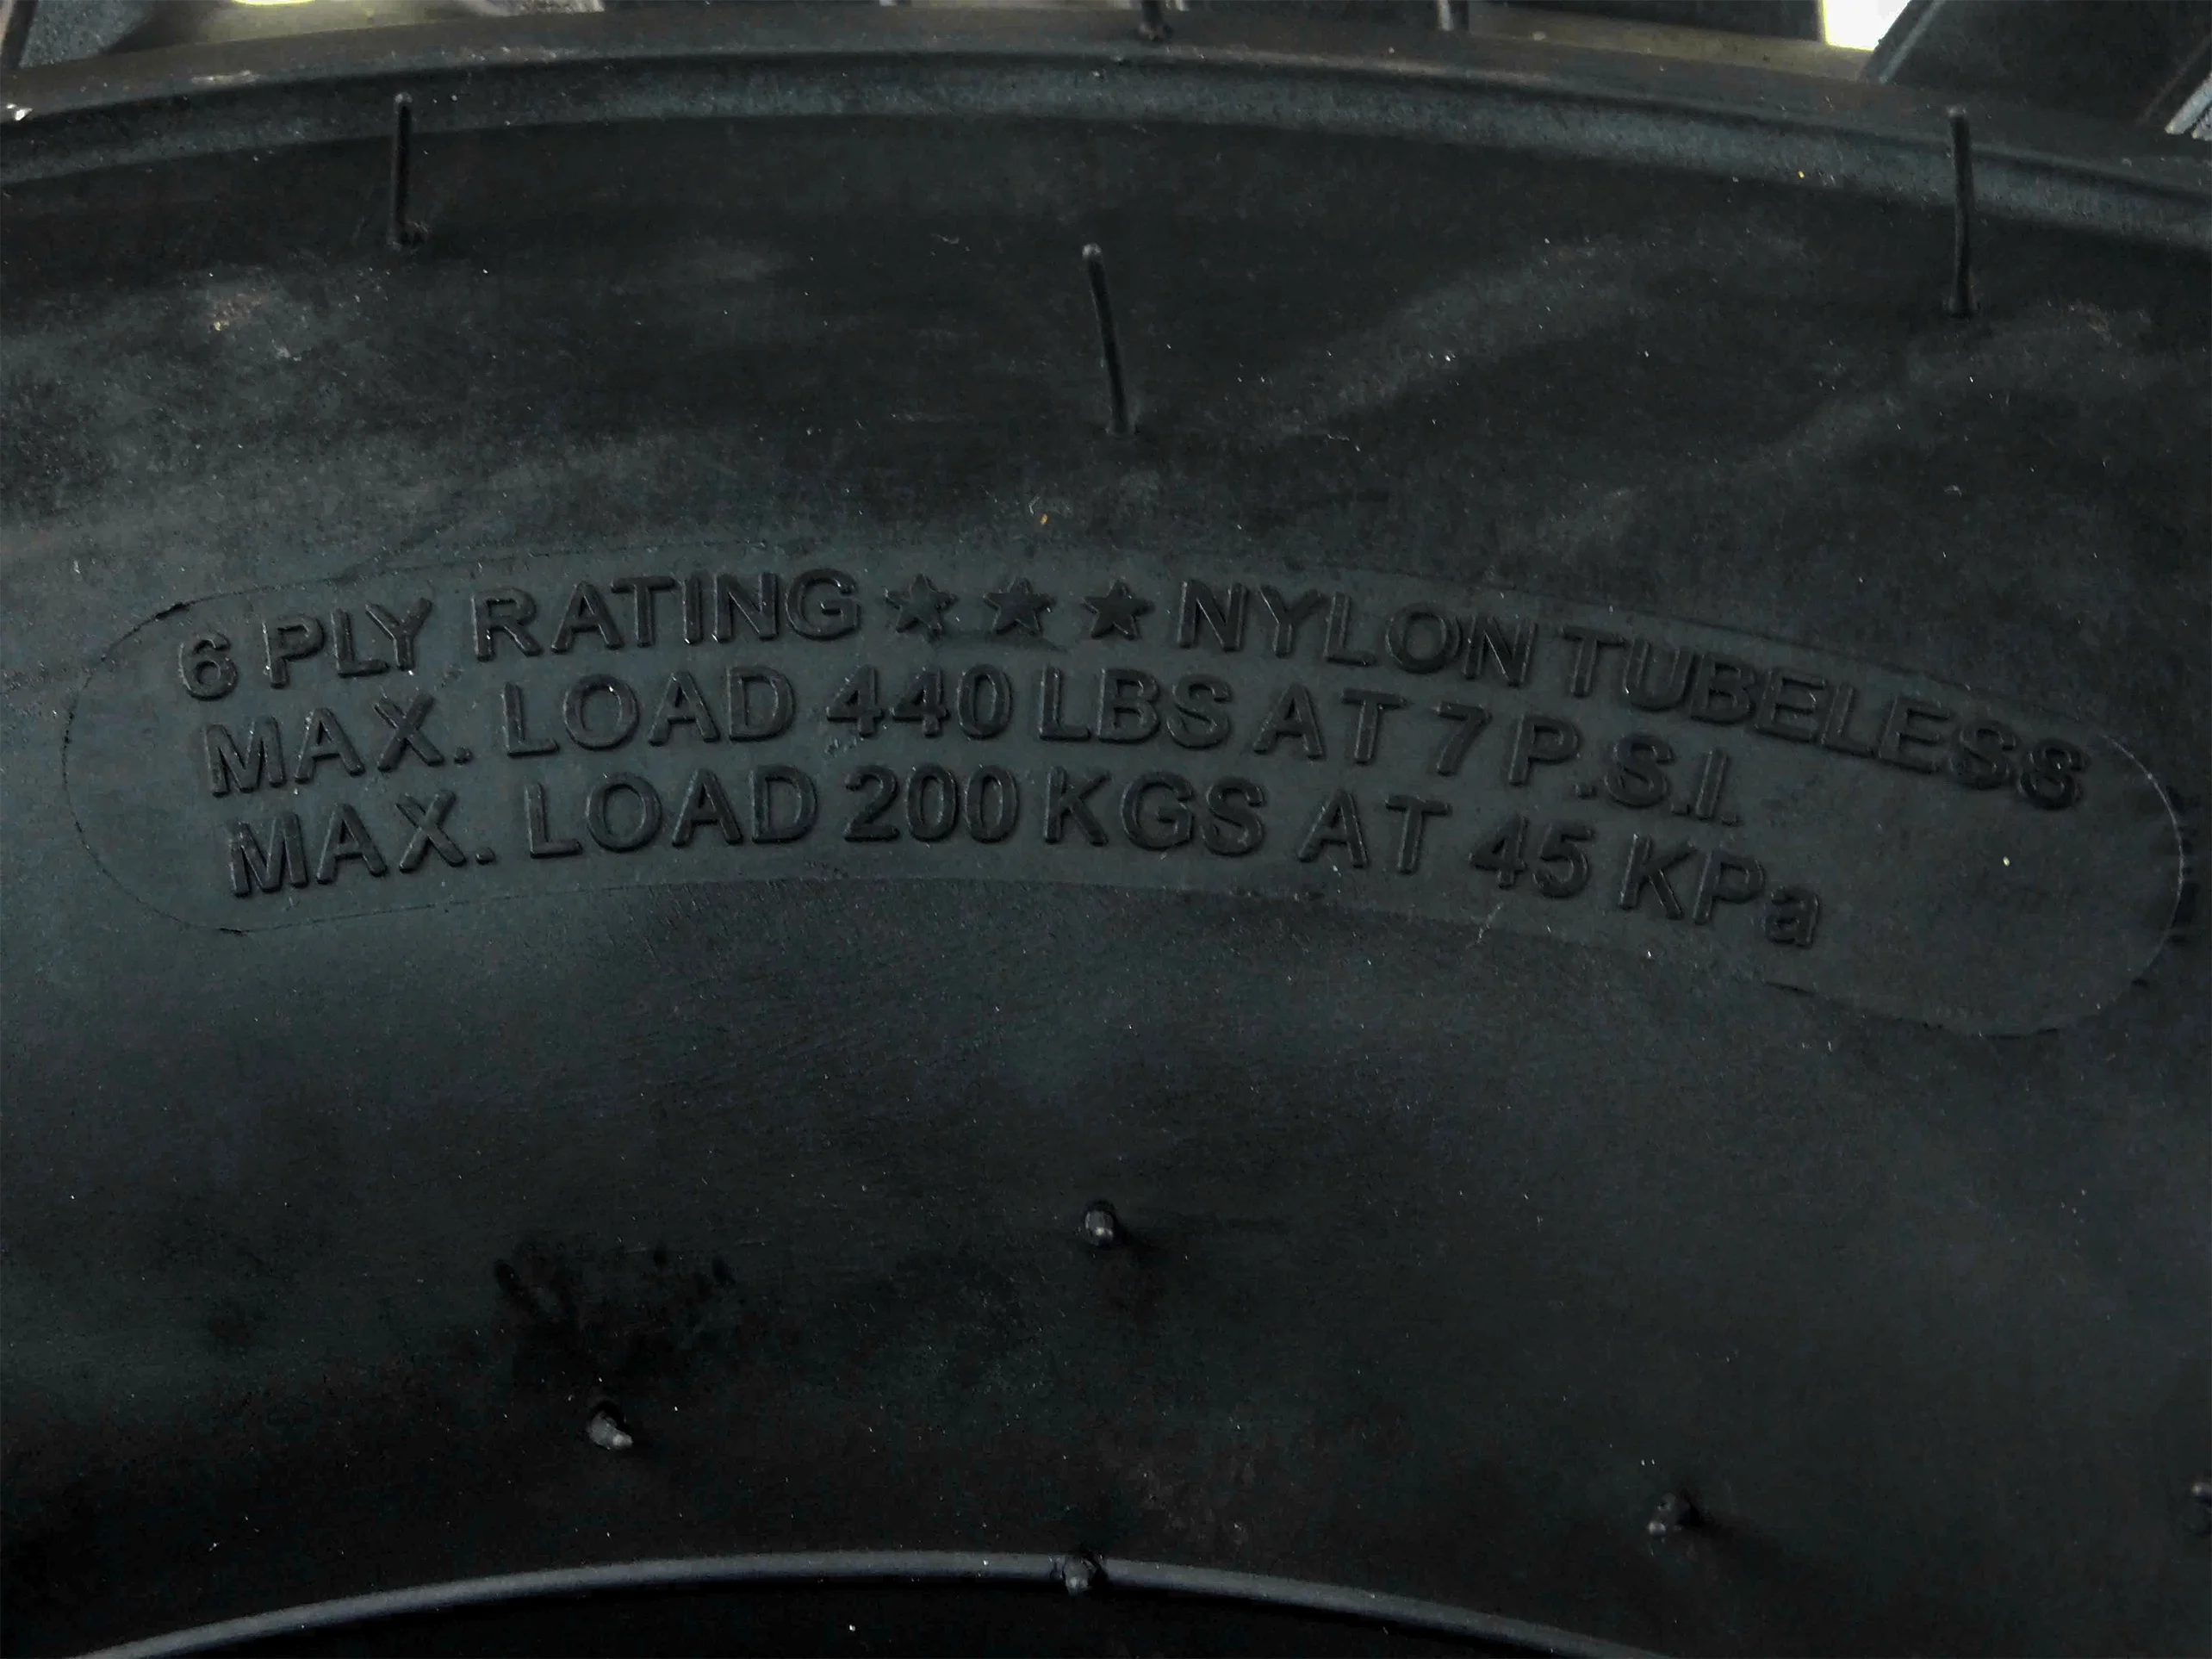 6 PLY RATING ★★★ NYLON TUBELESS
MAX. LOAD 440 LBS AT 7 P.S.I.
MAX. LOAD 200 KGS AT 45 KPa